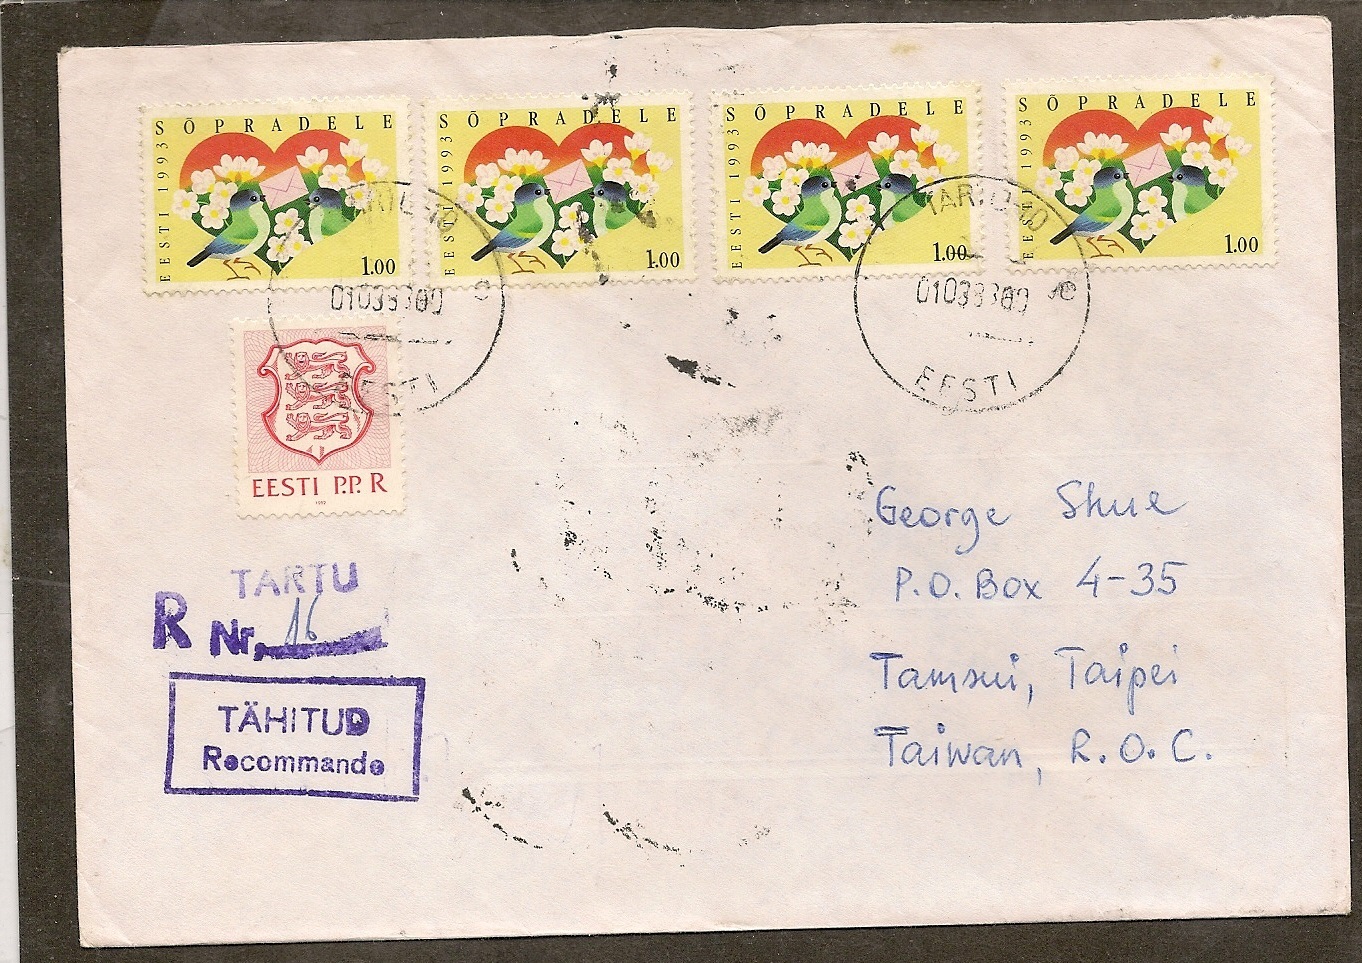 SÕPRADELE
EESTI 1993
1.00
SÕPRADELE
EESTI 1993
1.00
SÕPRADELE
EESTI 1993
1.00
SÕPRADELE
EESTI 1993
1.00
EESTI
EESTI
EESTI P.P. R
1992
TARTU
R Nr. 16
TÄHITUD
Recommande
George Shue
P.O. Box 4-35
Tamsui, Taipei
Taiwan, R.O.C.